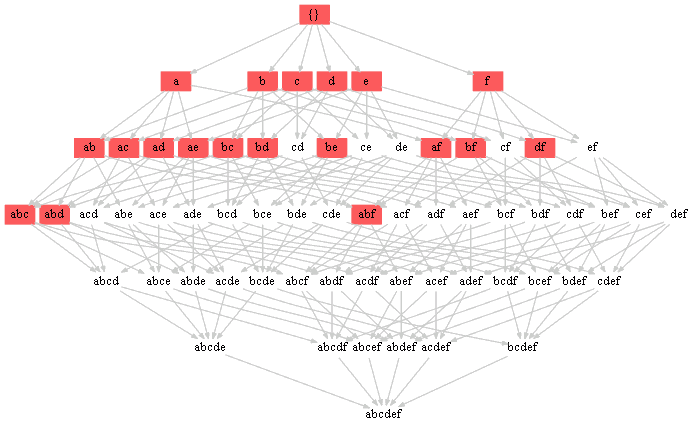 {}
a b c d e f
ab ac ad ae bc bd cd be ce de af bf cf df ef
abc abd acd abe ace ade bcd bce bde cde abf acf adf aef bcf bdf cdf bef cef def
abcd abce abde acde bcde abcf abdf acdf abef acef adef bcdf bcef bdef cdef
abcde abcdf abcef abdef acdef bcdef
abcdef